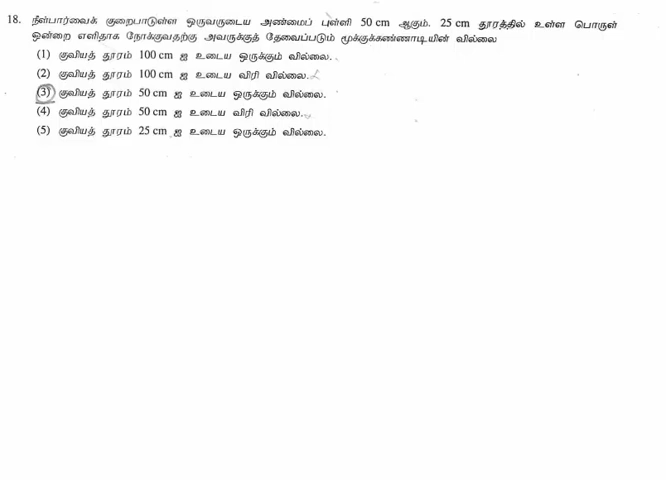 18. நீள்பார்வைக் குறைபாடுள்ள ஒருவருடைய அண்மைப் புள்ளி 50 cm ஆகும். 25 cm தூரத்தில் உள்ள பொருள்
ஒன்றை எளிதாக நோக்குவதற்கு அவருக்குத் தேவைப்படும் மூக்குக்கண்ணாடியின் வில்லை
(1) குவியத் தூரம் 100 cm ஐ உடைய ஒருக்கும் வில்லை.
(2) குவியத் தூரம் 100 cm ஐ உடைய விரி வில்லை.
(3) குவியத் தூரம் 50 cm ஐ உடைய ஒருக்கும் வில்லை.
(4) குவியத் தூரம் 50 cm ஐ உடைய விரி வில்லை.
(5) குவியத் தூரம் 25 cm ஐ உடைய ஒருக்கும் வில்லை.